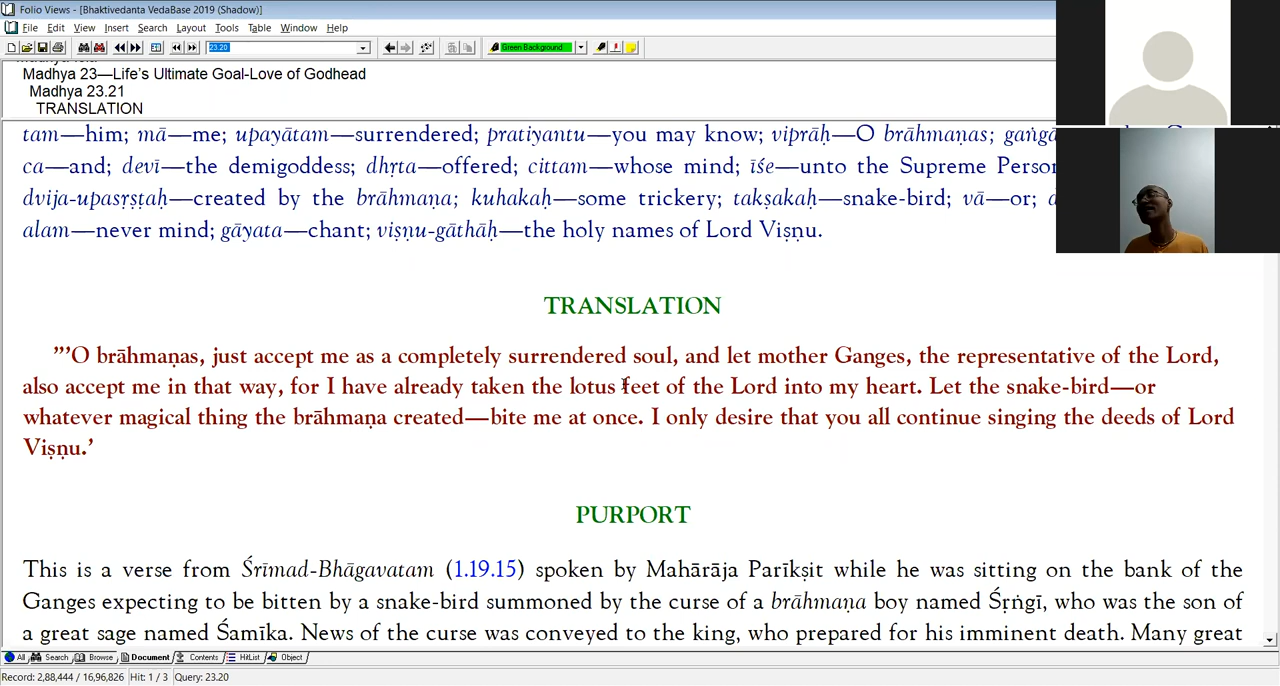 Folio Views - [Bhaktivedanta VedaBase 2019 (Shadow)]
File Edit View Insert Search Layout Tools Table Window Help
23.20 Green Background
Madhya 23—Life's Ultimate Goal-Love of Godhead
Madhya 23.21
TRANSLATION
tam—him; mā—me; upayātam—surrendered; pratiyantu—you may know; viprāḥ—O brāhmaṇas; gaṅgā
ca—and; devī—the demigoddess; dhṛta—offered; cittam—whose mind; īśe—unto the Supreme Person
dvija-upasṛṣṭaḥ—created by the brāhmaṇa; kuhakaḥ—some trickery; takṣakaḥ—snake-bird; vā—or;
alam—never mind; gāyata—chant; viṣṇu-gāthāḥ—the holy names of Lord Viṣṇu.
TRANSLATION
"'O brāhmaṇas, just accept me as a completely surrendered soul, and let mother Ganges, the representative of the Lord,
also accept me in that way, for I have already taken the lotus feet of the Lord into my heart. Let the snake-bird—or
whatever magical thing the brāhmaṇa created—bite me at once. I only desire that you all continue singing the deeds of Lord
Viṣṇu.'
PURPORT
This is a verse from Śrīmad-Bhāgavatam (1.19.15) spoken by Mahārāja Parīkṣit while he was sitting on the bank of the
Ganges expecting to be bitten by a snake-bird summoned by the curse of a brāhmaṇa boy named Śṛṅgī, who was the son of
a great sage named Śamīka. News of the curse was conveyed to the king, who prepared for his imminent death. Many great
All Search Browse Document Contents HitList Object
Record: 2,88,444 / 16,96,826 Hit: 1 / 3 Query: 23.20